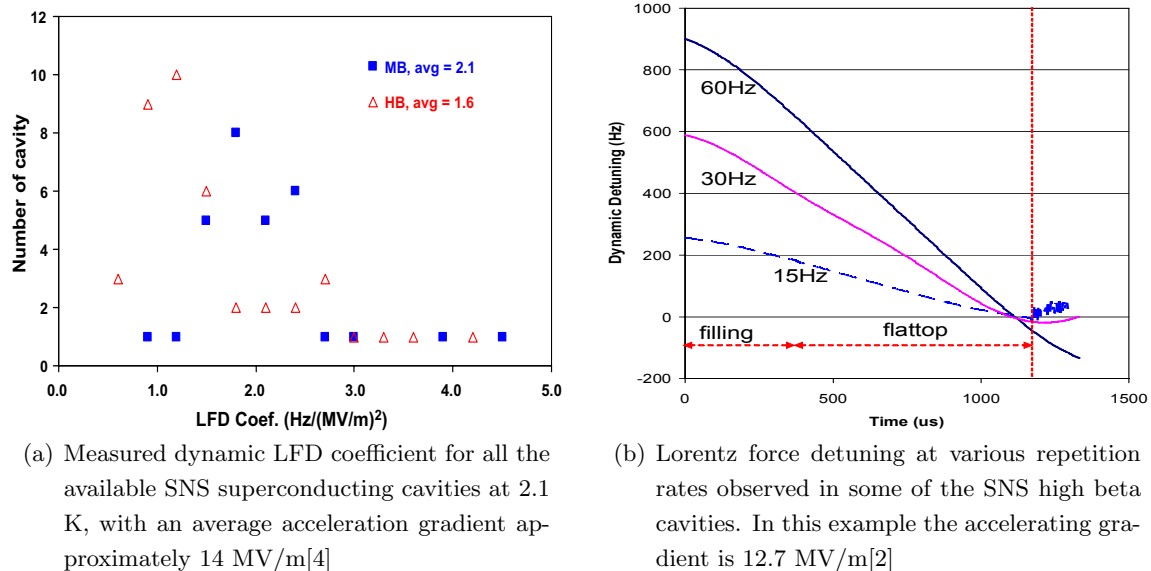 12
10
8
6
4
2
0
Number of cavity
MB, avg = 2.1
HB, avg = 1.6
0.0 1.0 2.0 3.0 4.0 5.0
LFD Coef. (Hz/(MV/m)²)
(a) Measured dynamic LFD coefficient for all the
available SNS superconducting cavities at 2.1
K, with an average acceleration gradient ap-
proximately 14 MV/m[4]
1000
800
600
400
200
0
-200
Dynamic Detuning (Hz)
60Hz
30Hz
15Hz
filling flattop
0 500 1000 1500
Time (us)
(b) Lorentz force detuning at various repetition
rates observed in some of the SNS high beta
cavities. In this example the accelerating gra-
dient is 12.7 MV/m[2]